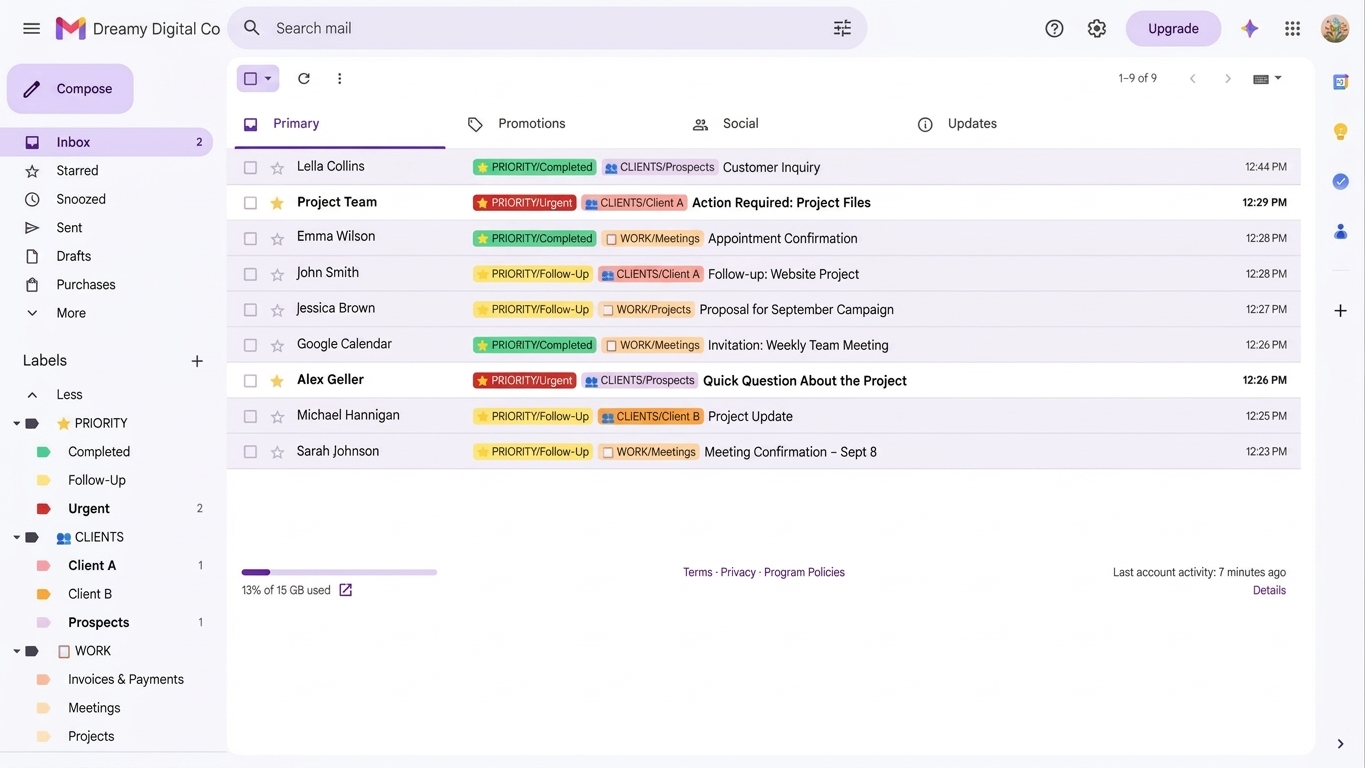 Dreamy Digital Co
Search mail
Upgrade
Compose
Inbox 2
Starred
Snoozed
Sent
Drafts
Purchases
More
Labels
Less
PRIORITY
Completed
Follow-Up
Urgent 2
CLIENTS
Client A 1
Client B
Prospects 1
WORK
Invoices & Payments
Meetings
Projects
1–9 of 9
Primary Promotions Social Updates
Lella Collins PRIORITY/Completed CLIENTS/Prospects Customer Inquiry 12:44 PM
Project Team PRIORITY/Urgent CLIENTS/Client A Action Required: Project Files 12:29 PM
Emma Wilson PRIORITY/Completed WORK/Meetings Appointment Confirmation 12:28 PM
John Smith PRIORITY/Follow-Up CLIENTS/Client A Follow-up: Website Project 12:28 PM
Jessica Brown PRIORITY/Follow-Up WORK/Projects Proposal for September Campaign 12:27 PM
Google Calendar PRIORITY/Completed WORK/Meetings Invitation: Weekly Team Meeting 12:26 PM
Alex Geller PRIORITY/Urgent CLIENTS/Prospects Quick Question About the Project 12:26 PM
Michael Hannigan PRIORITY/Follow-Up CLIENTS/Client B Project Update 12:25 PM
Sarah Johnson PRIORITY/Follow-Up WORK/Meetings Meeting Confirmation – Sept 8 12:23 PM
13% of 15 GB used
Terms · Privacy · Program Policies
Last account activity: 7 minutes ago
Details